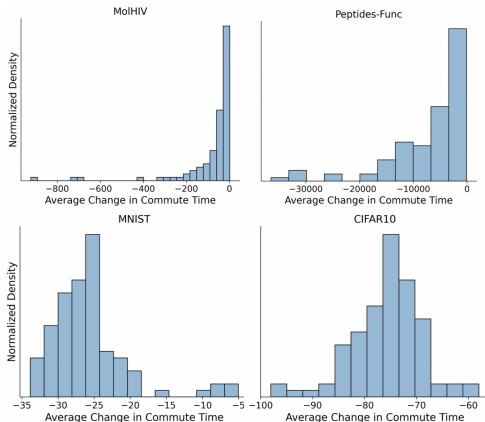 MolHIV
Peptides-Func
Normalized Density
−800 −600 −400 −200 0
−30000 −20000 −10000 0
Average Change in Commute Time
Average Change in Commute Time
MNIST
CIFAR10
Normalized Density
−35 −30 −25 −20 −15 −10 −5
−100 −90 −80 −70 −60
Average Change in Commute Time
Average Change in Commute Time